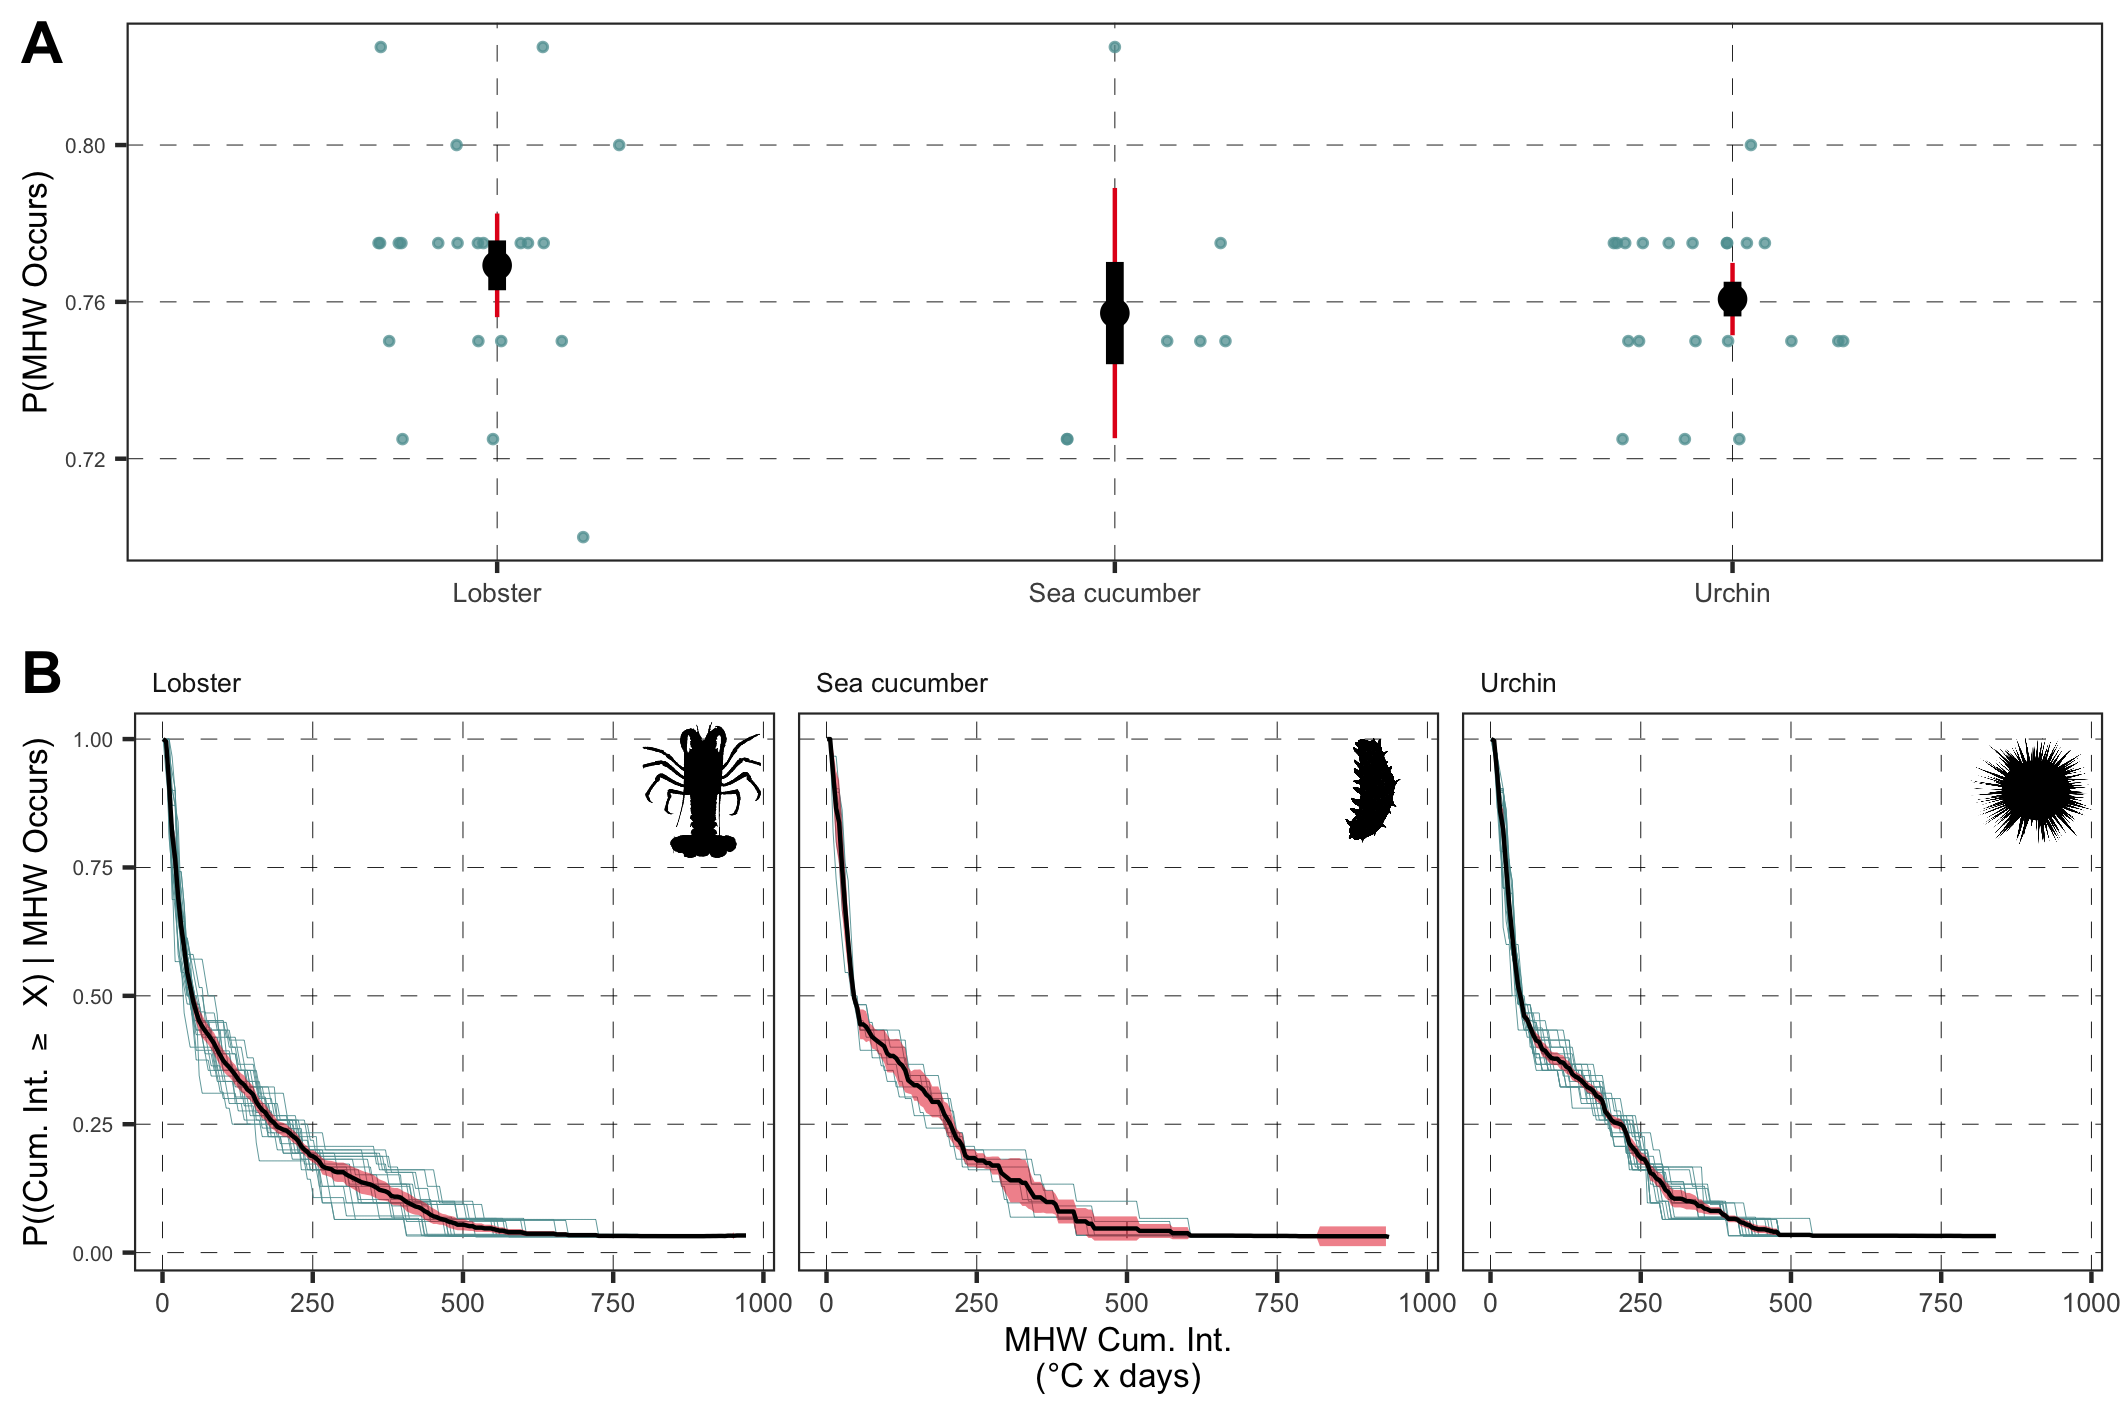 A
P(MHW Occurs)
0.80
0.76
0.72
Lobster Sea cucumber Urchin
B
Lobster Sea cucumber Urchin
P((Cum. Int. ≥ X) | MHW Occurs)
1.00
0.75
0.50
0.25
0.00
0 250 500 750 1000 0 250 500 750 1000 0 250 500 750 1000
MHW Cum. Int.
(°C x days)